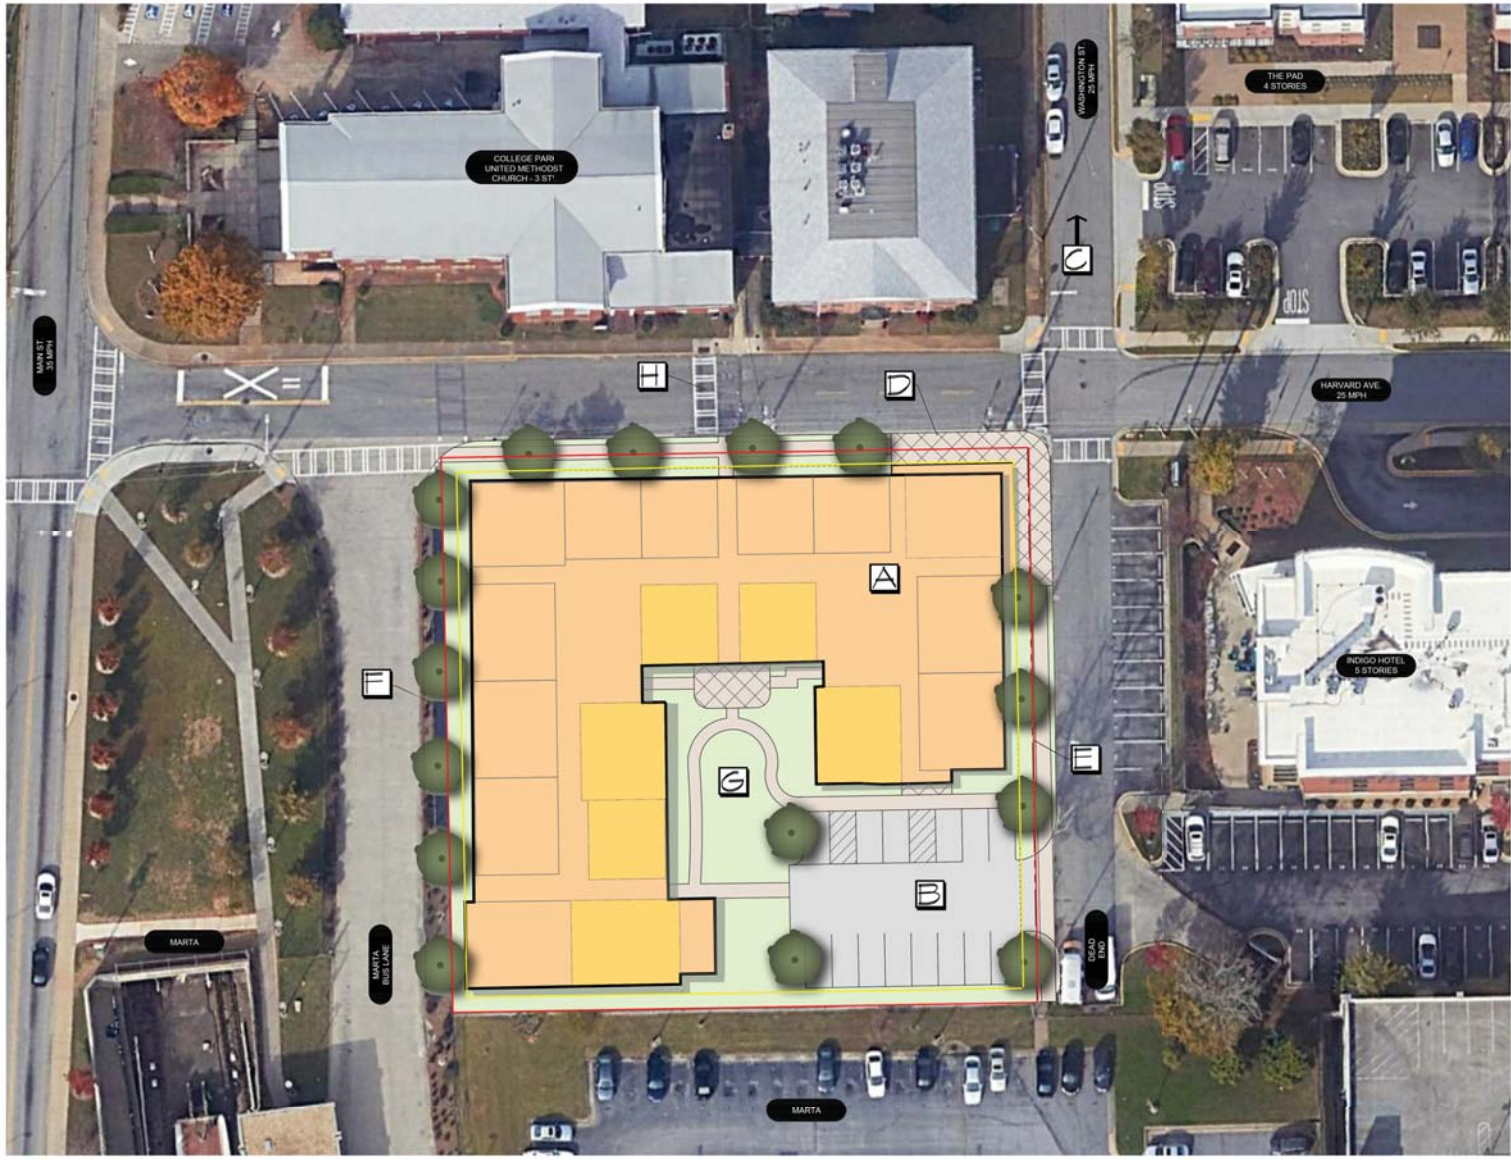 WASHINGTON ST.
25 MPH
THE PAD
4 STORIES
COLLEGE PARK
UNITED METHODST
CHURCH - 3 ST'.
STOP
C
STOP
MAIN ST.
35 MPH
H
D
HARVARD AVE.
25 MPH
X
A
INDIGO HOTEL
5 STORIES
F
E
G
B
MARTA
MARTA
BUS LANE
DEAD
END
MARTA